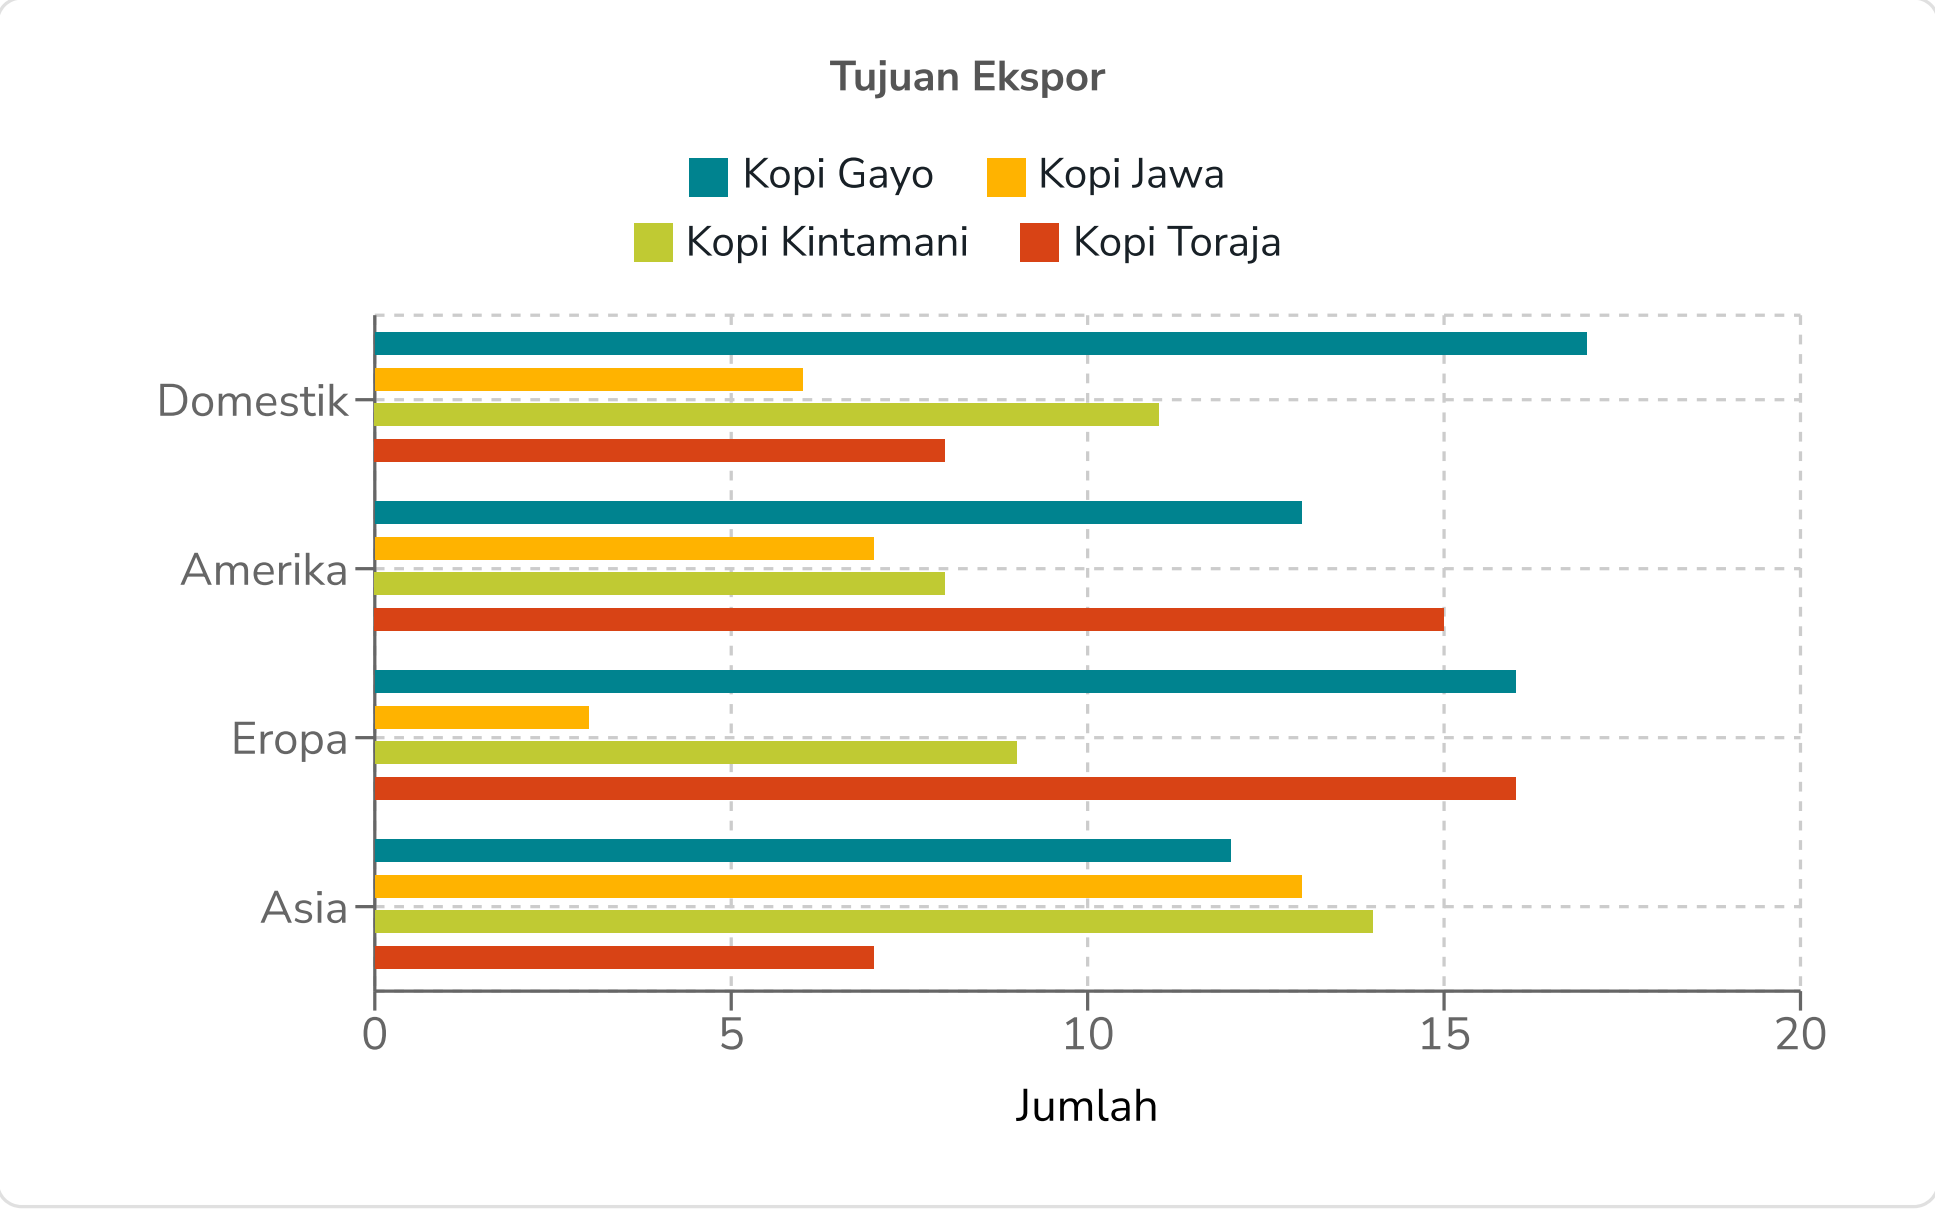 Tujuan Ekspor
Kopi Gayo Kopi Jawa
Kopi Kintamani Kopi Toraja
Domestik
Amerika
Eropa
Asia
0 5 10 15 20
Jumlah